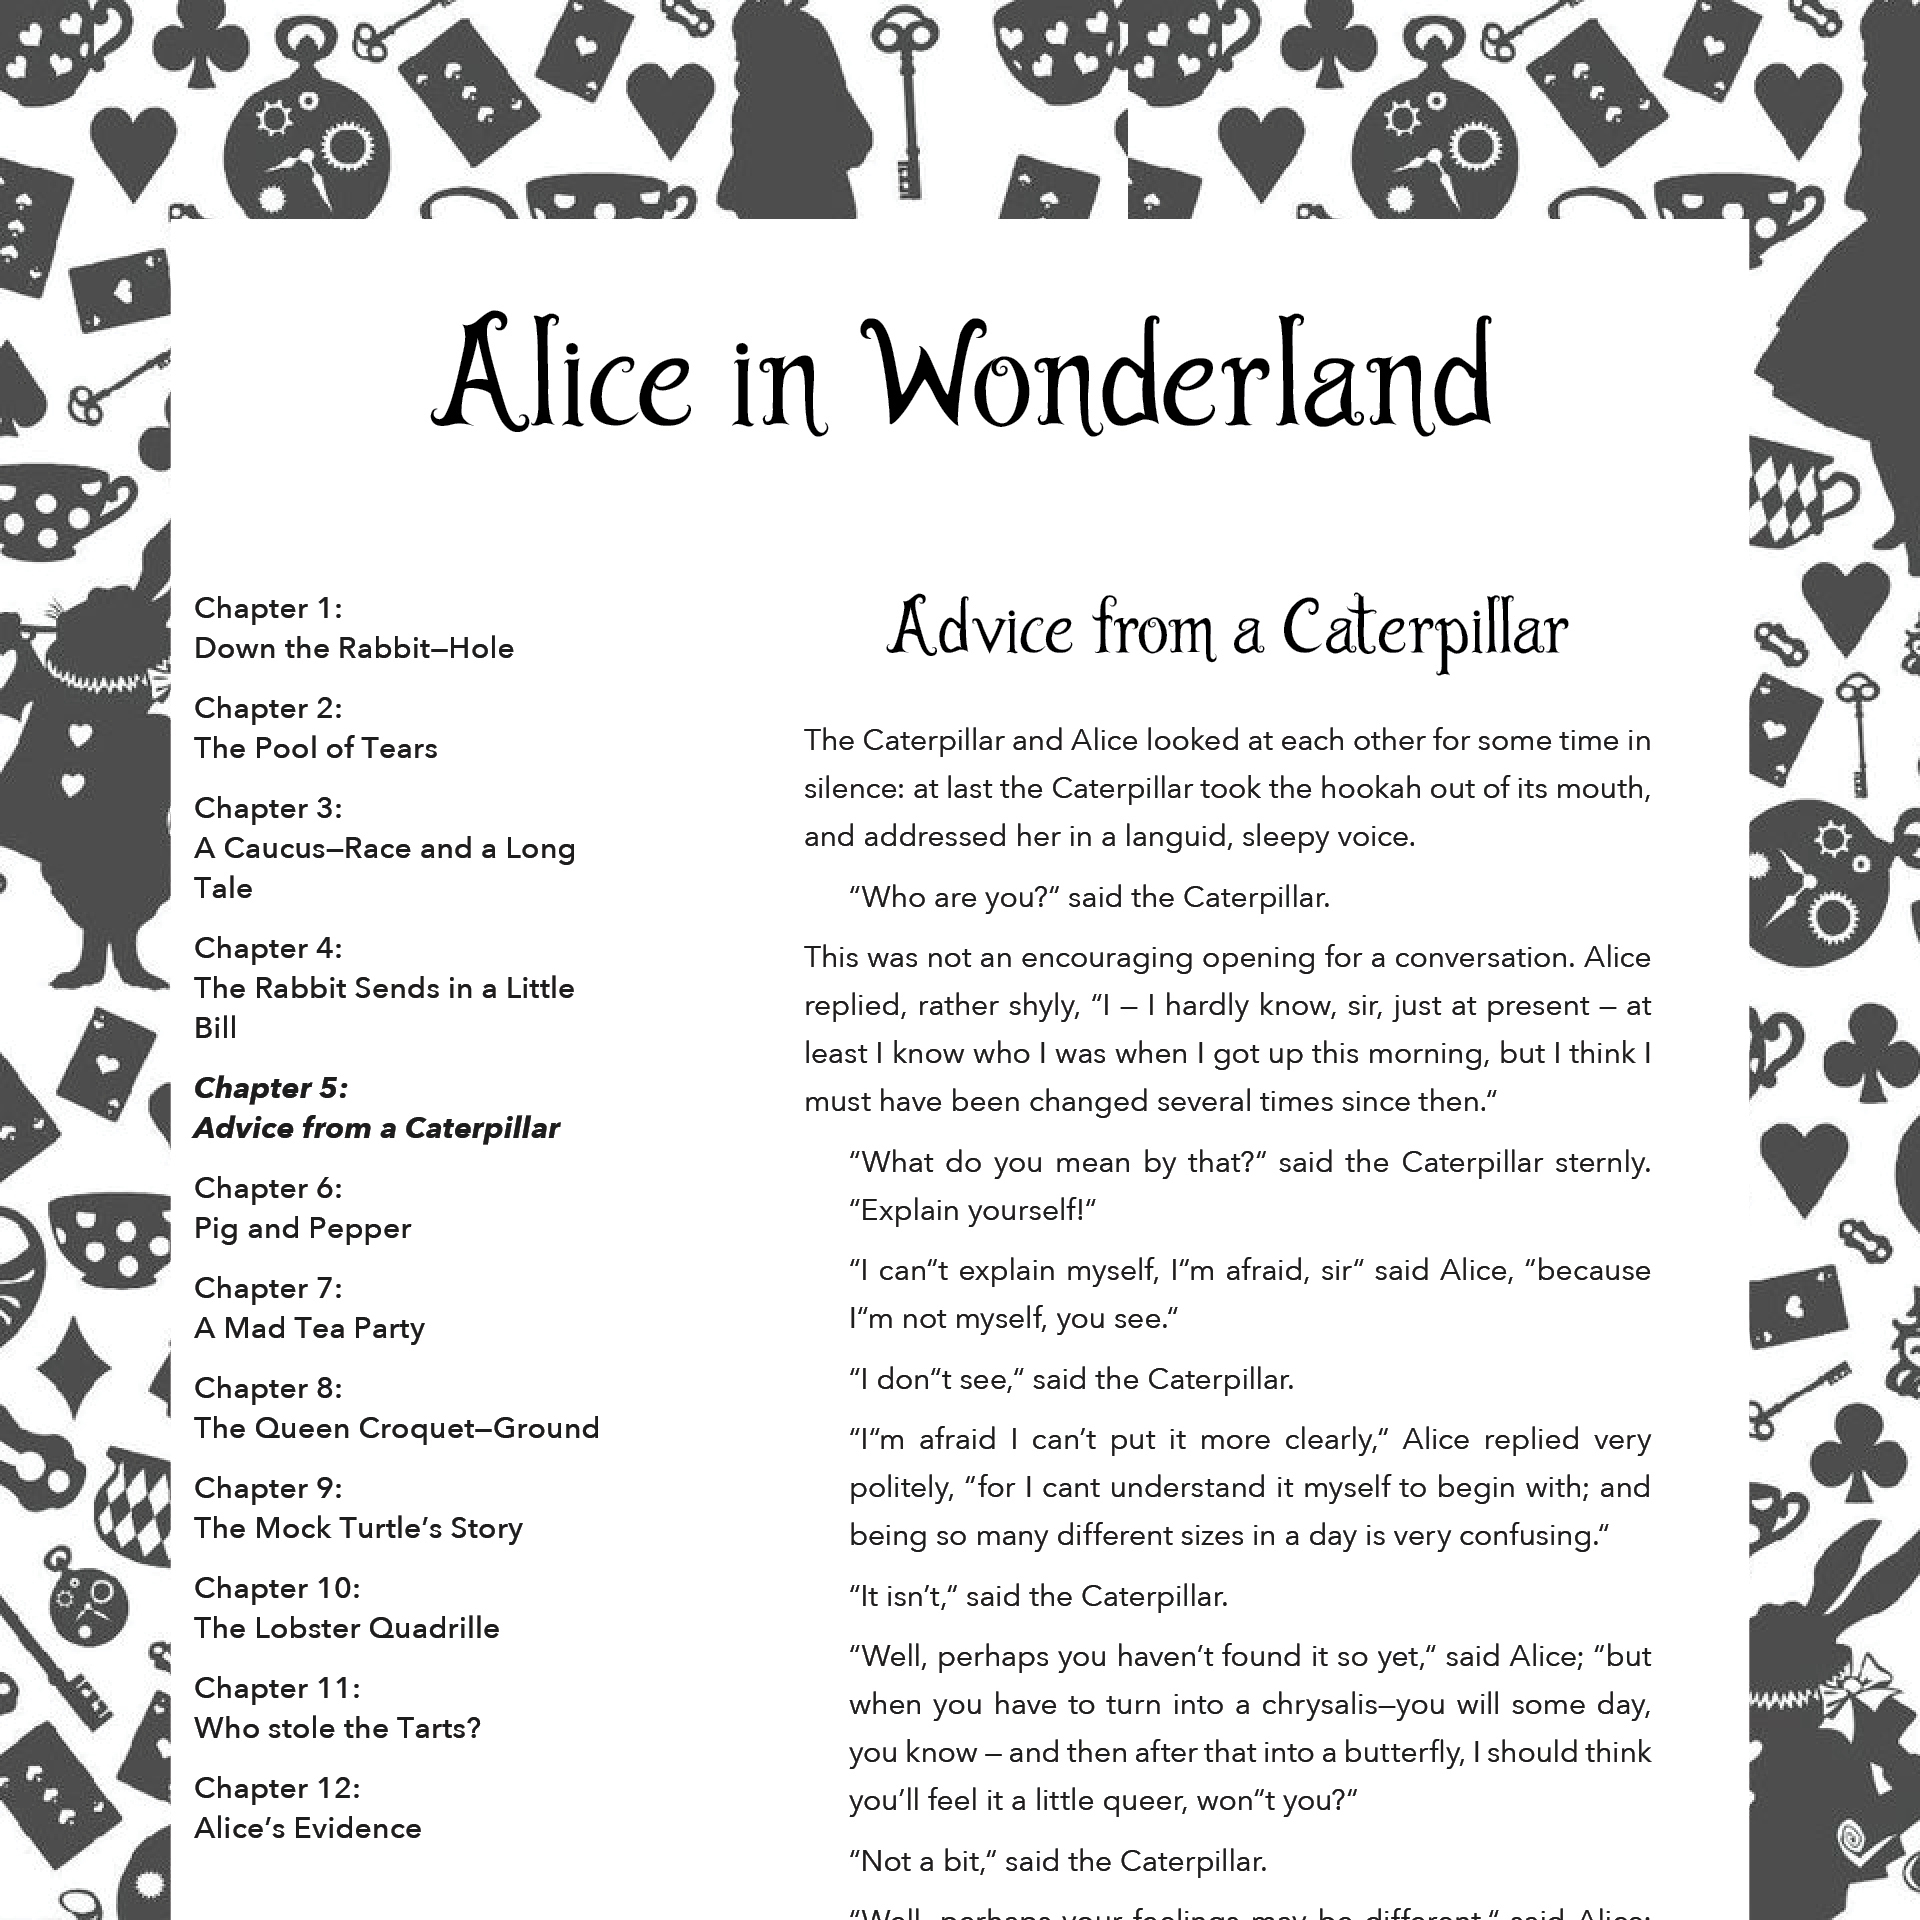 Alice in Wonderland
Chapter 1:
Down the Rabbit–Hole
Chapter 2:
The Pool of Tears
Chapter 3:
A Caucus–Race and a Long
Tale
Chapter 4:
The Rabbit Sends in a Little
Bill
Chapter 5:
Advice from a Caterpillar
Chapter 6:
Pig and Pepper
Chapter 7:
A Mad Tea Party
Chapter 8:
The Queen Croquet–Ground
Chapter 9:
The Mock Turtle’s Story
Chapter 10:
The Lobster Quadrille
Chapter 11:
Who stole the Tarts?
Chapter 12:
Alice’s Evidence
Advice from a Caterpillar
The Caterpillar and Alice looked at each other for some time in
silence: at last the Caterpillar took the hookah out of its mouth,
and addressed her in a languid, sleepy voice.
“Who are you?“ said the Caterpillar.
This was not an encouraging opening for a conversation. Alice
replied, rather shyly, “I – I hardly know, sir, just at present – at
least I know who I was when I got up this morning, but I think I
must have been changed several times since then.“
“What do you mean by that?“ said the Caterpillar sternly.
“Explain yourself!“
“I can“t explain myself, I“m afraid, sir“ said Alice, “because
I“m not myself, you see.“
“I don“t see,“ said the Caterpillar.
“I“m afraid I can’t put it more clearly,“ Alice replied very
politely, “for I cant understand it myself to begin with; and
being so many different sizes in a day is very confusing.“
“It isn’t,“ said the Caterpillar.
“Well, perhaps you haven’t found it so yet,“ said Alice; “but
when you have to turn into a chrysalis–you will some day,
you know – and then after that into a butterfly, I should think
you’ll feel it a little queer, won“t you?“
“Not a bit,“ said the Caterpillar.
“Well, perhaps your feelings may be different,“ said Alice;